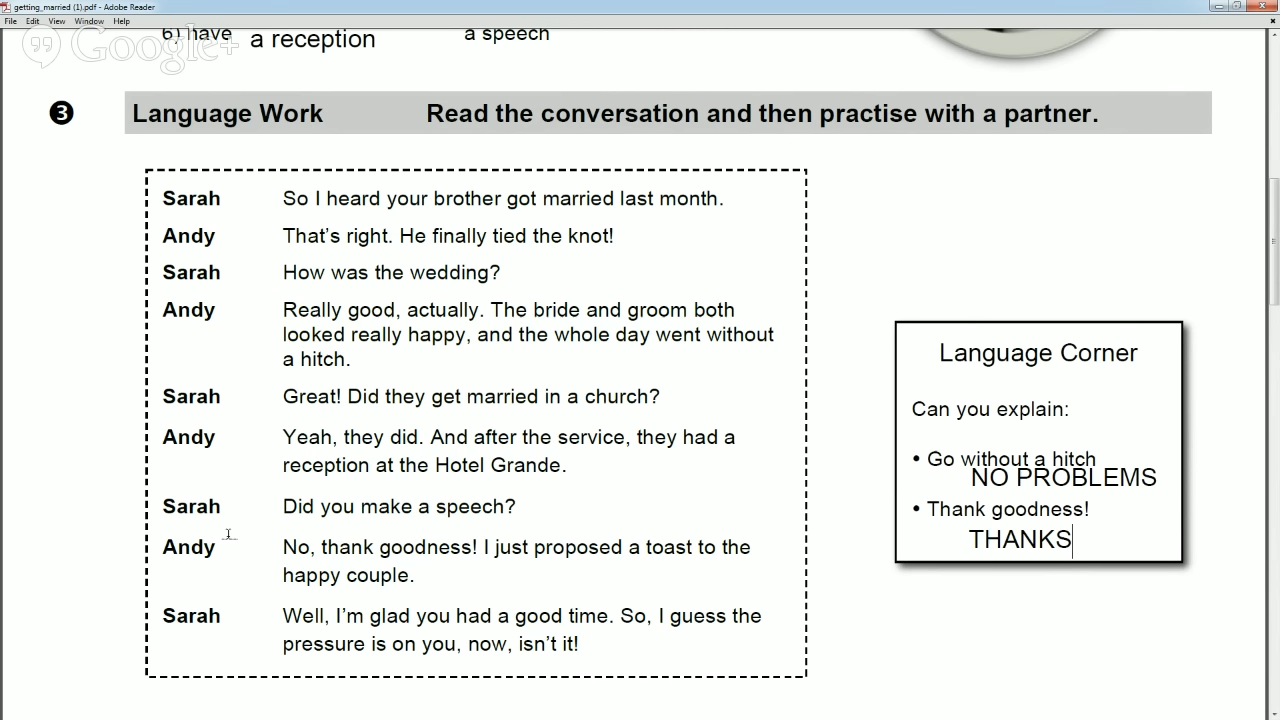 getting_married (1).pdf - Adobe Reader
File Edit View Window Help
Google+
6) have a reception a speech
❸ Language Work Read the conversation and then practise with a partner.
Sarah So I heard your brother got married last month.
Andy That's right. He finally tied the knot!
Sarah How was the wedding?
Andy Really good, actually. The bride and groom both
looked really happy, and the whole day went without
a hitch.
Sarah Great! Did they get married in a church?
Andy Yeah, they did. And after the service, they had a
reception at the Hotel Grande.
Sarah Did you make a speech?
Andy No, thank goodness! I just proposed a toast to the
happy couple.
Sarah Well, I'm glad you had a good time. So, I guess the
pressure is on you, now, isn't it!
Language Corner
Can you explain:
• Go without a hitch
NO PROBLEMS
• Thank goodness!
THANKS